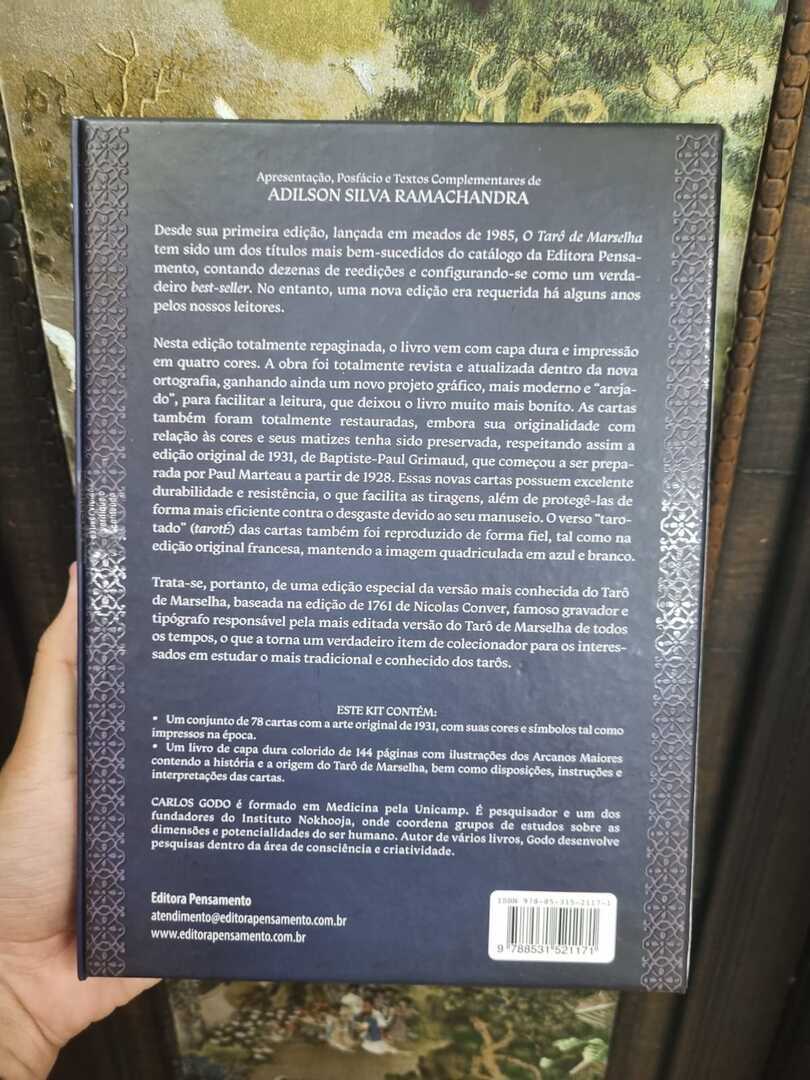 Apresentação, Posfácio e Textos Complementares de
ADILSON SILVA RAMACHANDRA
Desde sua primeira edição, lançada em meados de 1985, O Tarô de Marselha
tem sido um dos títulos mais bem-sucedidos do catálogo da Editora Pensa-
mento, contando dezenas de reedições e configurando-se como um verda-
deiro best-seller. No entanto, uma nova edição era requerida há alguns anos
pelos nossos leitores.
Nesta edição totalmente repaginada, o livro vem com capa dura e impressão
em quatro cores. A obra foi totalmente revista e atualizada dentro da nova
ortografia, ganhando ainda um novo projeto gráfico, mais moderno e “areja-
do”, para facilitar a leitura, que deixou o livro muito mais bonito. As cartas
também foram totalmente restauradas, embora sua originalidade com
relação às cores e seus matizes tenha sido preservada, respeitando assim a
edição original de 1931, de Baptiste-Paul Grimaud, que começou a ser prepa-
rada por Paul Marteau a partir de 1928. Essas novas cartas possuem excelente
durabilidade e resistência, o que facilita as tiragens, além de protegê-las de
forma mais eficiente contra o desgaste devido ao seu manuseio. O verso “taro-
tado” (tarotÉ) das cartas também foi reproduzido de forma fiel, tal como na
edição original francesa, mantendo a imagem quadriculada em azul e branco.
Trata-se, portanto, de uma edição especial da versão mais conhecida do Tarô
de Marselha, baseada na edição de 1761 de Nicolas Conver, famoso gravador e
tipógrafo responsável pela mais editada versão do Tarô de Marselha de todos
os tempos, o que a torna um verdadeiro item de colecionador para os interes-
sados em estudar o mais tradicional e conhecido dos tarôs.
ESTE KIT CONTÉM:
• Um conjunto de 78 cartas com a arte original de 1931, com suas cores e símbolos tal como
impressos na época.
• Um livro de capa dura colorido de 144 páginas com ilustrações dos Arcanos Maiores
contendo a história e a origem do Tarô de Marselha, bem como disposições, instruções e
interpretações das cartas.
CARLOS GODO é formado em Medicina pela Unicamp. É pesquisador e um dos
fundadores do Instituto Nokhooja, onde coordena grupos de estudos sobre as
dimensões e potencialidades do ser humano. Autor de vários livros, Godo desenvolve
pesquisas dentro da área de consciência e criatividade.
Editora Pensamento
atendimento@editorapensamento.com.br
www.editorapensamento.com.br
ISBN 978-85-315-2117-1
9 788531 521171